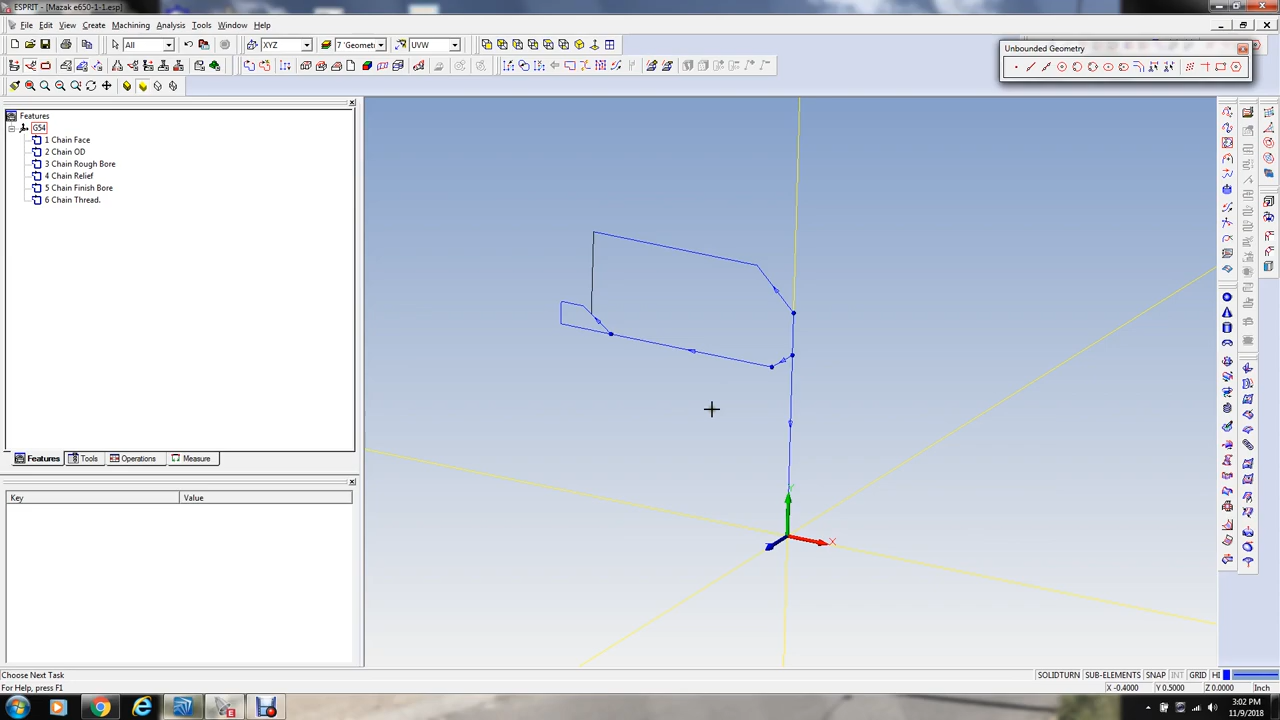 ESPRIT - [Mazak e650-1-1.esp]
File Edit View Create Machining Analysis Tools Window Help
All XYZ 7 'Geometr UVW
Unbounded Geometry
Features
G54
1 Chain Face
2 Chain OD
3 Chain Rough Bore
4 Chain Relief
5 Chain Finish Bore
6 Chain Thread.
Y
X
Features Tools Operations Measure
Key Value
Choose Next Task
SOLIDTURN SUB-ELEMENTS SNAP INT GRID HI
For Help, press F1
X -0.4000 Y 0.5000 Z 0.0000 Inch
3:02 PM
11/9/2018